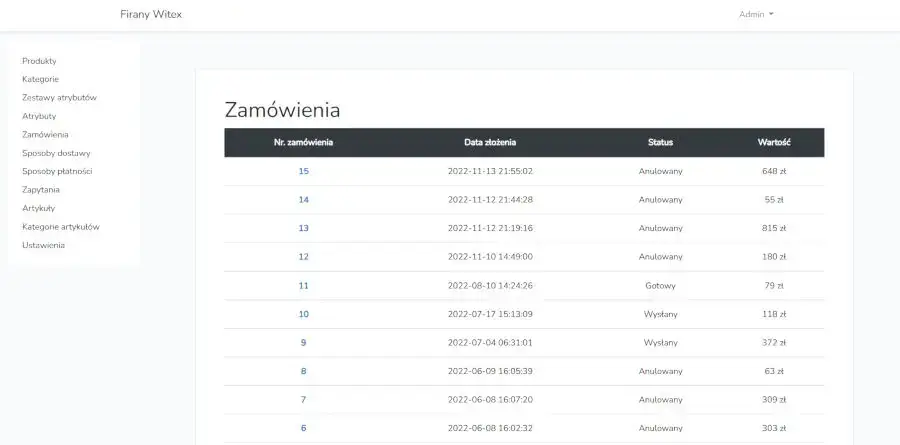 Firany Witex
Admin
Produkty
Kategorie
Zestawy atrybutów
Atrybuty
Zamówienia
Sposoby dostawy
Sposoby płatności
Zapytania
Artykuły
Kategorie artykułów
Ustawienia
Zamówienia
Nr. zamówienia Data złożenia Status Wartość
15 2022-11-13 21:55:02 Anulowany 648 zł
14 2022-11-12 21:44:28 Anulowany 55 zł
13 2022-11-12 21:19:16 Anulowany 815 zł
12 2022-11-10 14:49:00 Anulowany 180 zł
11 2022-08-10 14:24:26 Gotowy 79 zł
10 2022-07-17 15:13:09 Wysłany 118 zł
9 2022-07-04 06:31:01 Wysłany 372 zł
8 2022-06-09 16:05:39 Anulowany 63 zł
7 2022-06-08 16:07:20 Anulowany 309 zł
6 2022-06-08 16:02:32 Anulowany 303 zł